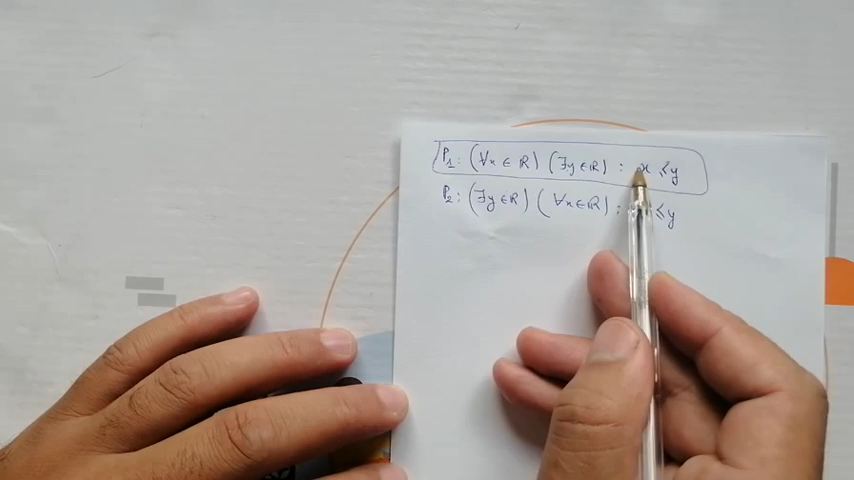 P₁: (∀x ∈ ℝ) (∃y ∈ ℝ) : x ⩽ y
P₂: (∃y ∈ ℝ) (∀x ∈ ℝ) : ⩽ y